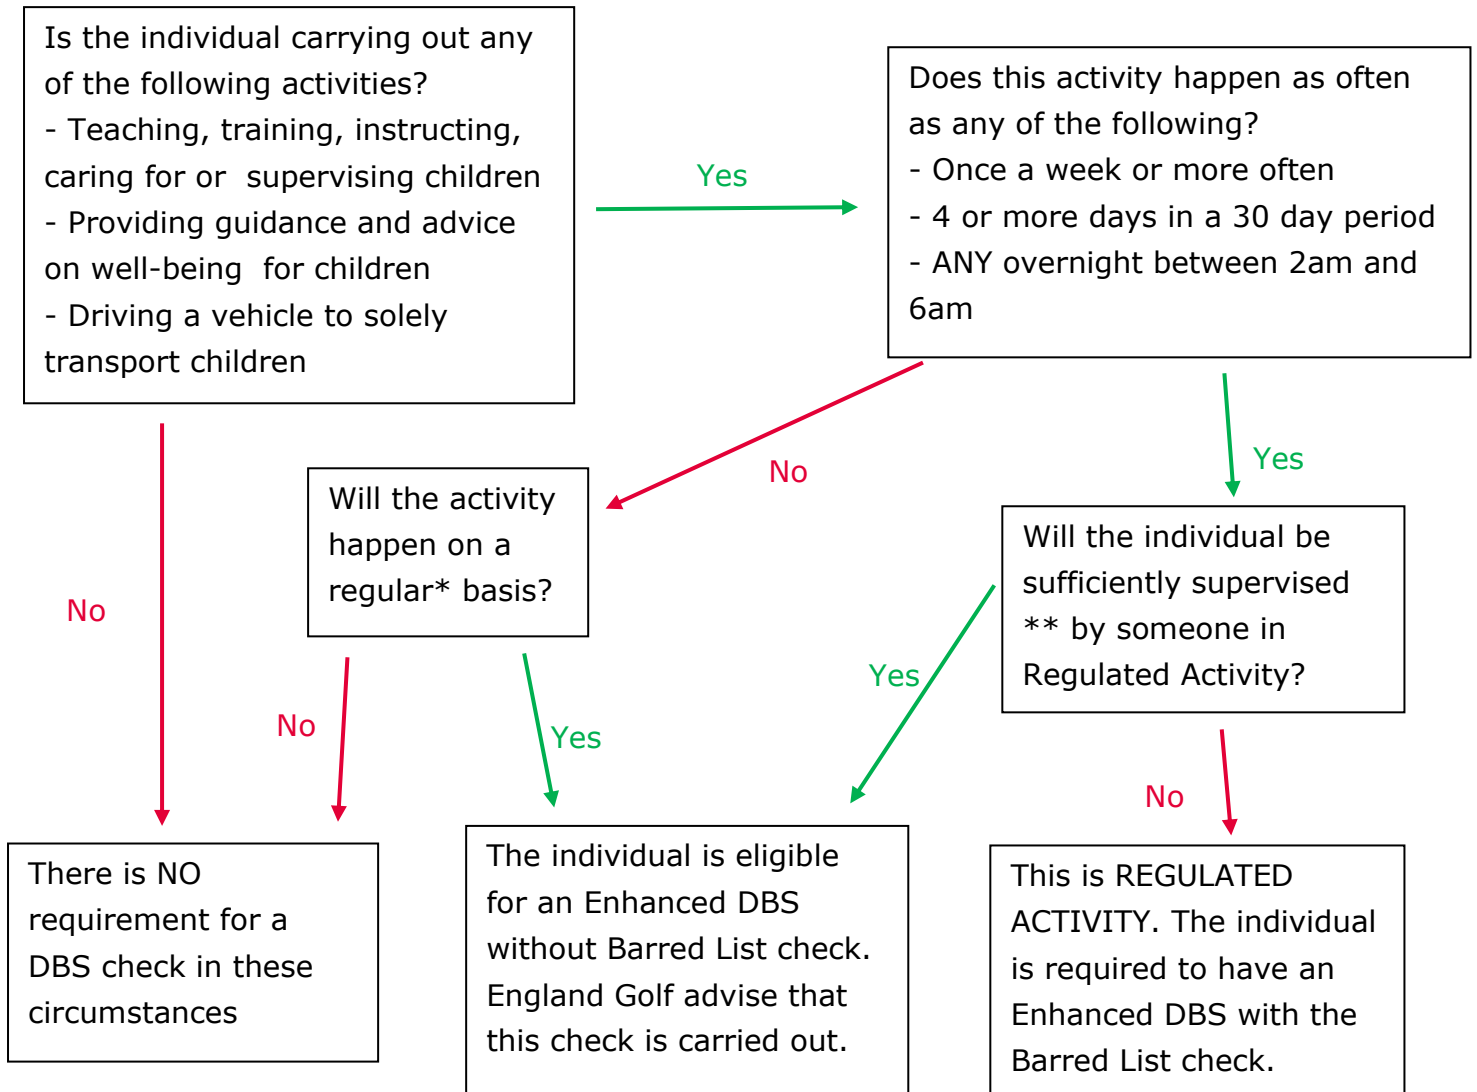 Is the individual carrying out any
of the following activities?
- Teaching, training, instructing,
caring for or  supervising children
- Providing guidance and advice
on well-being  for children
- Driving a vehicle to solely
transport children
Yes
Does this activity happen as often
as any of the following?
- Once a week or more often
- 4 or more days in a 30 day period
- ANY overnight between 2am and
6am
No
Will the activity
happen on a
regular* basis?
No
Yes
Will the individual be
sufficiently supervised
** by someone in
Regulated Activity?
No
Yes
Yes
No
There is NO
requirement for a
DBS check in these
circumstances
The individual is eligible
for an Enhanced DBS
without Barred List check.
England Golf advise that
this check is carried out.
This is REGULATED
ACTIVITY. The individual
is required to have an
Enhanced DBS with the
Barred List check.